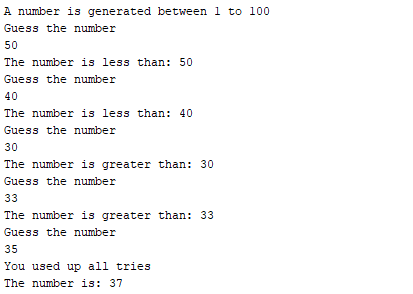 A number is generated between 1 to 100
Guess the number
50
The number is less than: 50
Guess the number
40
The number is less than: 40
Guess the number
30
The number is greater than: 30
Guess the number
33
The number is greater than: 33
Guess the number
35
You used up all tries
The number is: 37